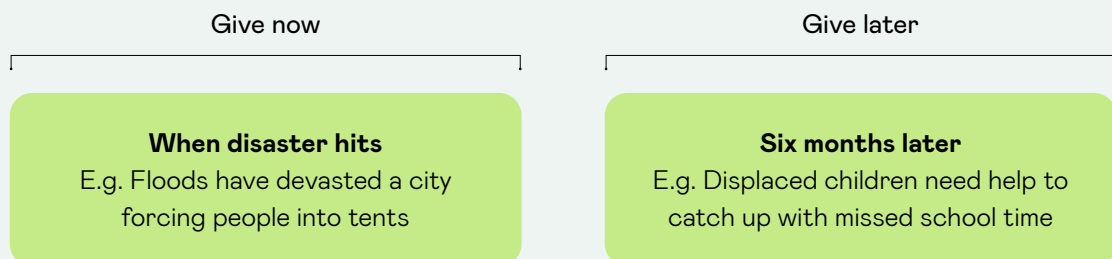 Give now
When disaster hits
E.g. Floods have devasted a city
forcing people into tents
Give later
Six months later
E.g. Displaced children need help to
catch up with missed school time